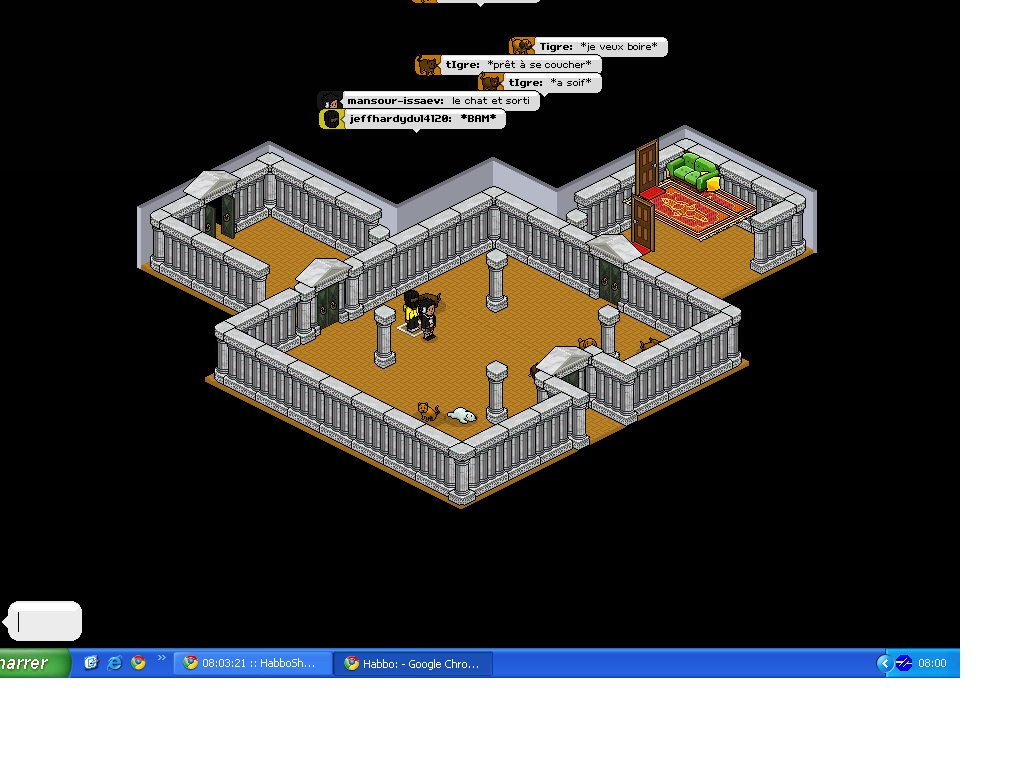 Tigre: *je veux boire*
tIgre: *prêt à se coucher*
tIgre: *a soif*
mansour-issaev: le chat et sorti
jeffhardydu14120: *BAM*
narrer
08:03:21 :: HabboSh...
Habbo: - Google Chro...
08:00